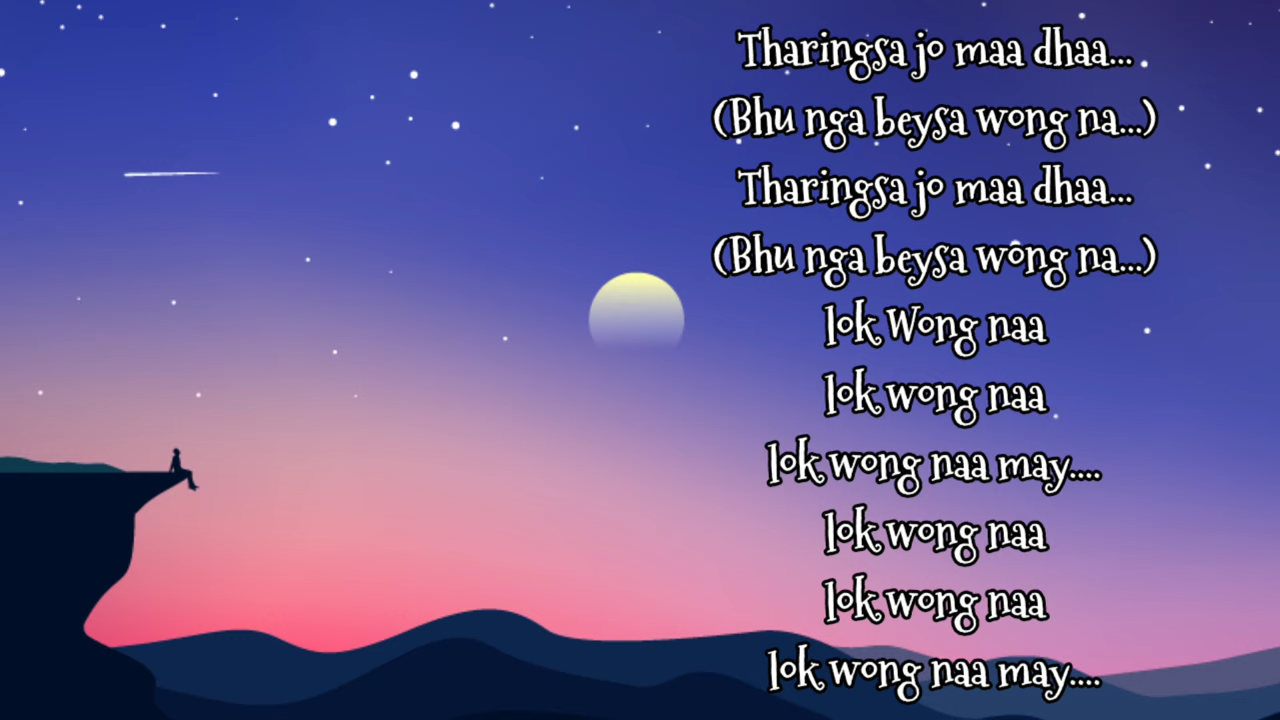 Tharingsa jo maa dhaa...
(Bhu nga beysa wong na...)
Tharingsa jo maa dhaa...
(Bhu nga beysa wong na...)
lok Wong naa
lok wong naa
lok wong naa may....
lok wong naa
lok wong naa
lok wong naa may....